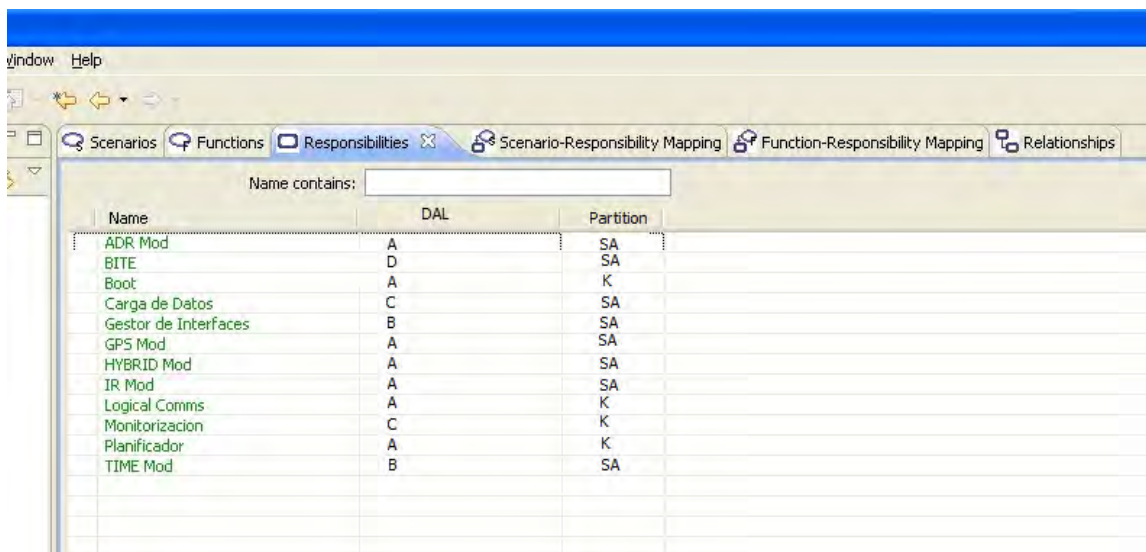 Window Help
Scenarios Functions Responsibilities Scenario-Responsibility Mapping Function-Responsibility Mapping Relationships
Name contains:
Name DAL Partition
ADR Mod A SA
BITE D SA
Boot A K
Carga de Datos C SA
Gestor de Interfaces B SA
GPS Mod A SA
HYBRID Mod A SA
IR Mod A SA
Logical Comms A K
Monitorizacion C K
Planificador A K
TIME Mod B SA